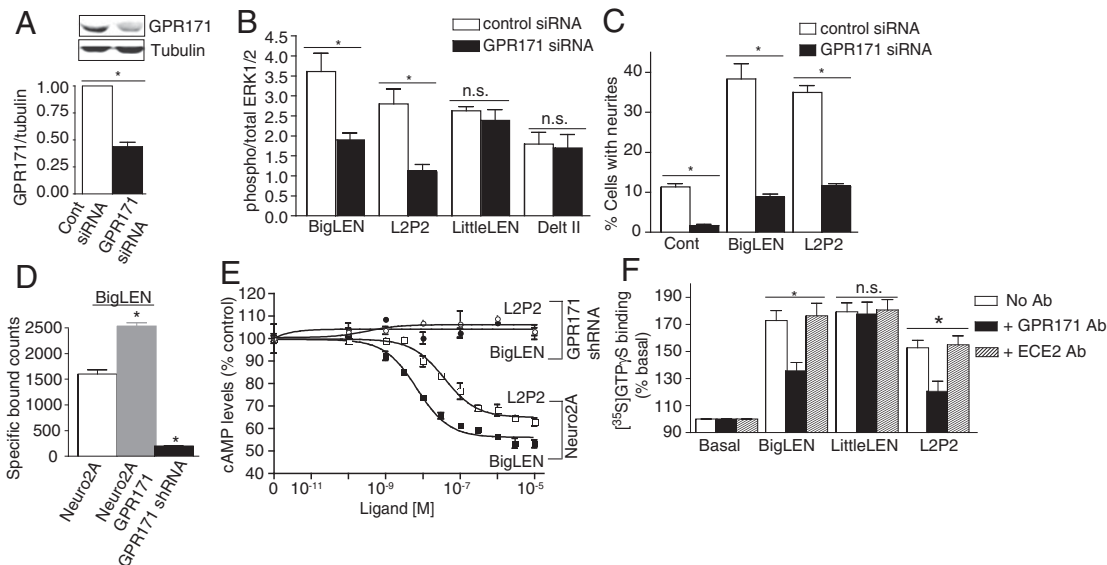 A
GPR171
Tubulin
*
GPR171/tubulin
1.00
0.75
0.50
0.25
0.00
Cont siRNA
GPR171 siRNA
B
control siRNA
GPR171 siRNA
phospho/total ERK1/2
4.5
4.0
3.5
3.0
2.5
2.0
1.5
1.0
0.5
0.0
*
*
n.s.
n.s.
BigLEN
L2P2
LittleLEN
Delt II
C
control siRNA
GPR171 siRNA
% Cells with neurites
40
30
20
10
0
*
*
*
Cont
BigLEN
L2P2
D
BigLEN
*
*
Specific bound counts
2500
2000
1500
1000
500
0
Neuro2A
Neuro2A GPR171
GPR171 shRNA
E
cAMP levels (% control)
120
110
100
90
80
70
60
50
40
L2P2
BigLEN
GPR171 shRNA
L2P2
BigLEN
Neuro2A
0
10-11
10-9
10-7
10-5
Ligand [M]
F
[35S]GTPγS binding
(% basal)
190
170
150
130
110
90
*
n.s.
*
No Ab
+ GPR171 Ab
+ ECE2 Ab
Basal
BigLEN
LittleLEN
L2P2